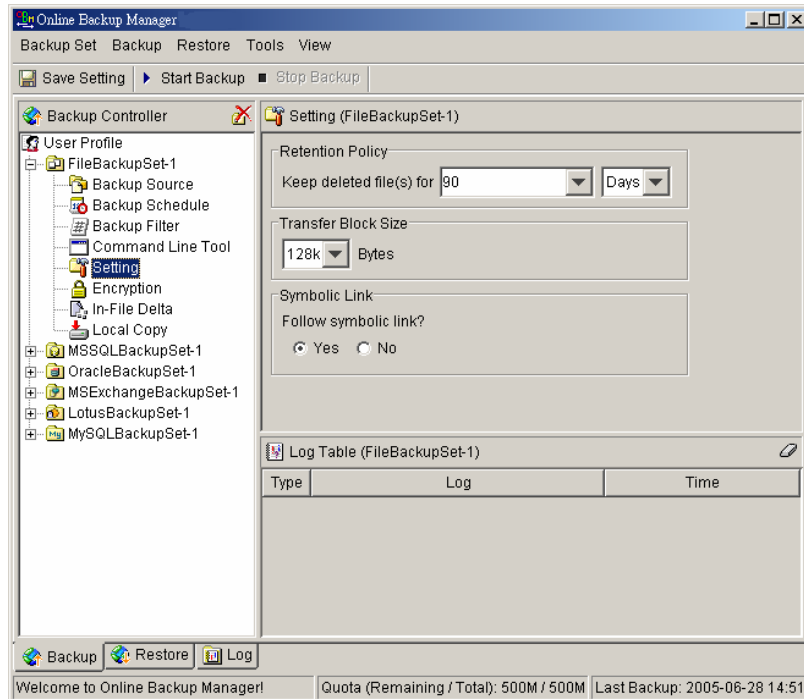 Online Backup Manager
Backup Set Backup Restore Tools View
Save Setting Start Backup Stop Backup
Backup Controller
User Profile
FileBackupSet-1
Backup Source
Backup Schedule
Backup Filter
Command Line Tool
Setting
Encryption
In-File Delta
Local Copy
MSSQLBackupSet-1
OracleBackupSet-1
MSExchangeBackupSet-1
LotusBackupSet-1
My MySQLBackupSet-1
Setting (FileBackupSet-1)
Retention Policy
Keep deleted file(s) for 90 Days
Transfer Block Size
128k Bytes
Symbolic Link
Follow symbolic link?
Yes No
Log Table (FileBackupSet-1)
Type Log Time
Backup Restore Log
Welcome to Online Backup Manager! Quota (Remaining / Total): 500M / 500M Last Backup: 2005-06-28 14:51